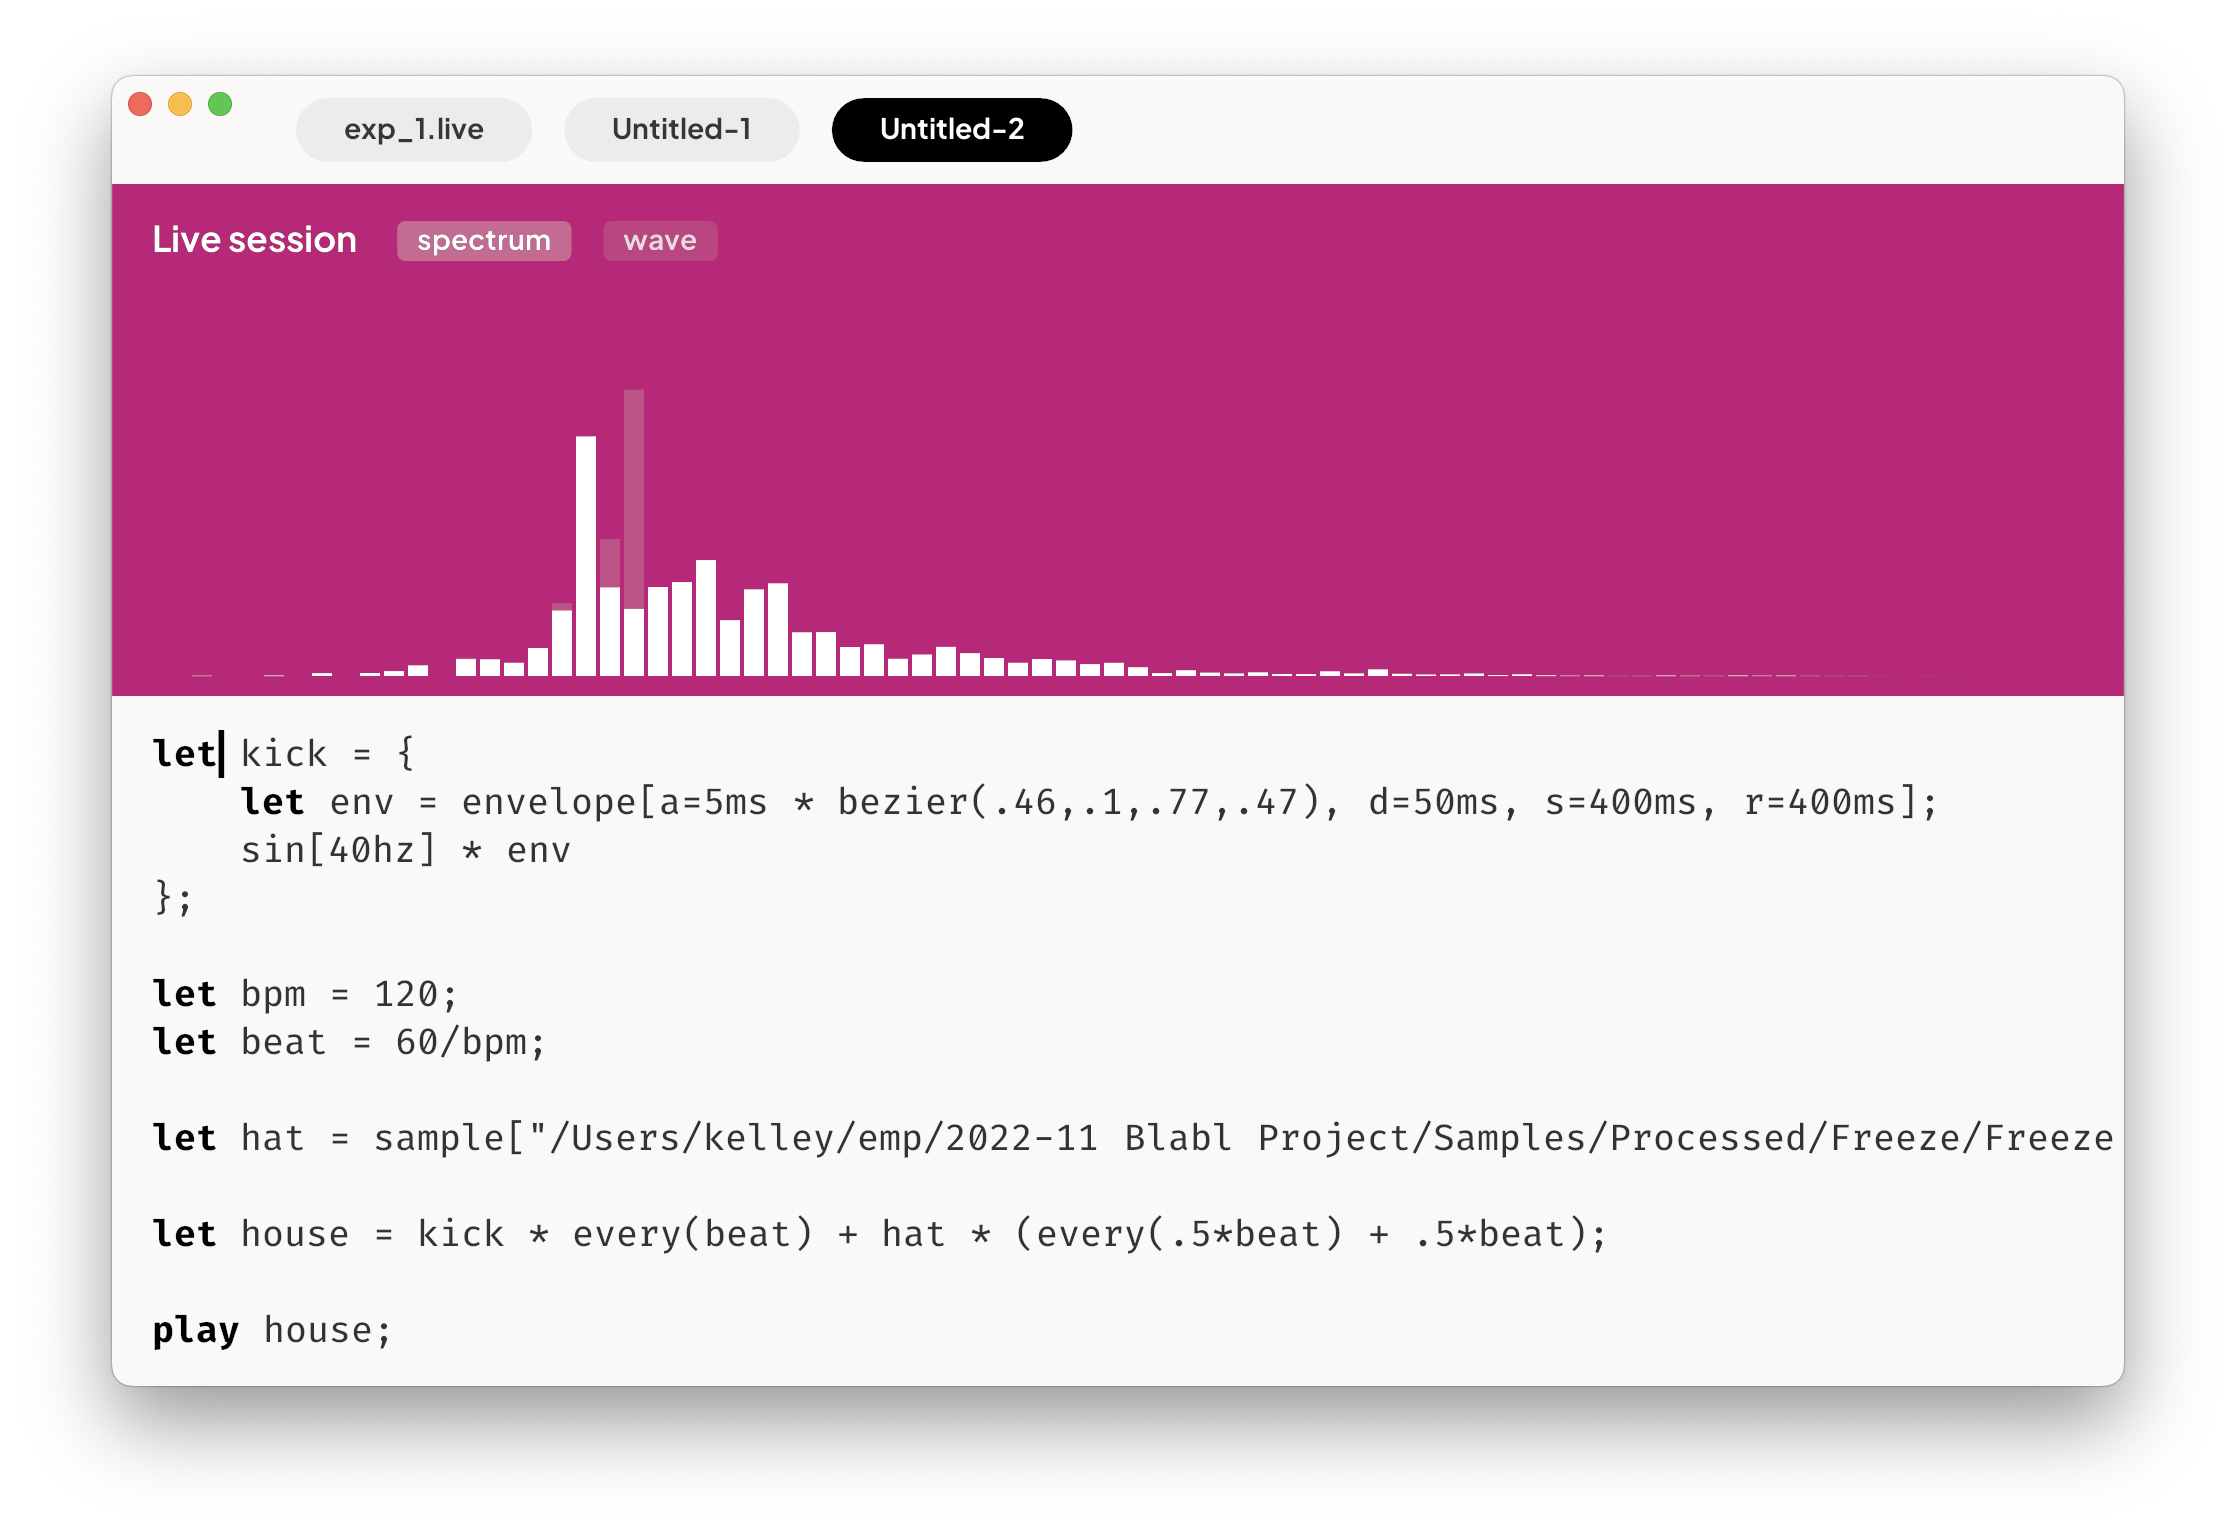 exp_1.live Untitled-1 Untitled-2
Live session spectrum wave
let kick = {
    let env = envelope[a=5ms * bezier(.46,.1,.77,.47), d=50ms, s=400ms, r=400ms];
    sin[40hz] * env
};
let bpm = 120;
let beat = 60/bpm;
let hat = sample["/Users/kelley/emp/2022-11 Blabl Project/Samples/Processed/Freeze/Freeze
let house = kick * every(beat) + hat * (every(.5*beat) + .5*beat);
play house;